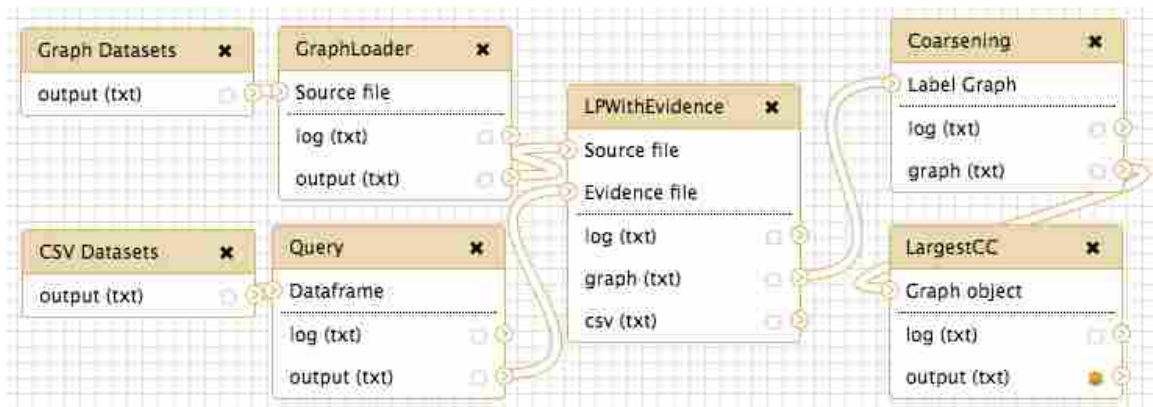 Graph Datasets
output (txt)
GraphLoader
Source file
log (txt)
output (txt)
CSV Datasets
output (txt)
Query
Dataframe
log (txt)
output (txt)
LPWithEvidence
Source file
Evidence file
log (txt)
graph (txt)
csv (txt)
Coarsening
Label Graph
log (txt)
graph (txt)
LargestCC
Graph object
log (txt)
output (txt)